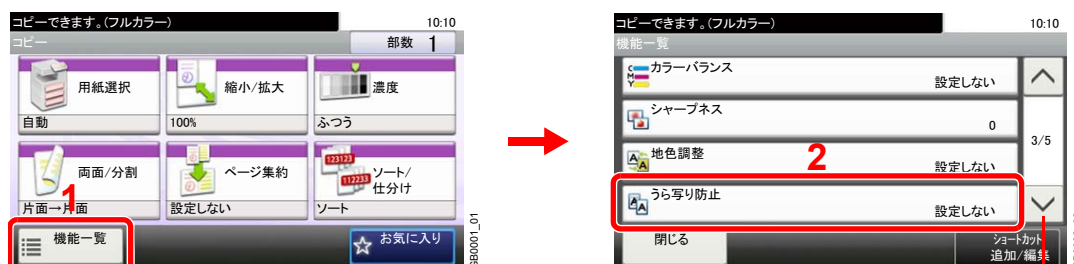 コピーできます。(フルカラー)
10:10
コピー
部数 1
用紙選択
自動
縮小/拡大
100%
濃度
ふつう
両面/分割
片面→片面
ページ集約
設定しない
123123
112233
ソート/
仕分け
ソート
1
機能一覧
お気に入り
コピーできます。(フルカラー)
10:10
機能一覧
カラーバランス
設定しない
シャープネス
0
3/5
地色調整
設定しない
2
うら写り防止
設定しない
閉じる
ショートカット
追加/編集